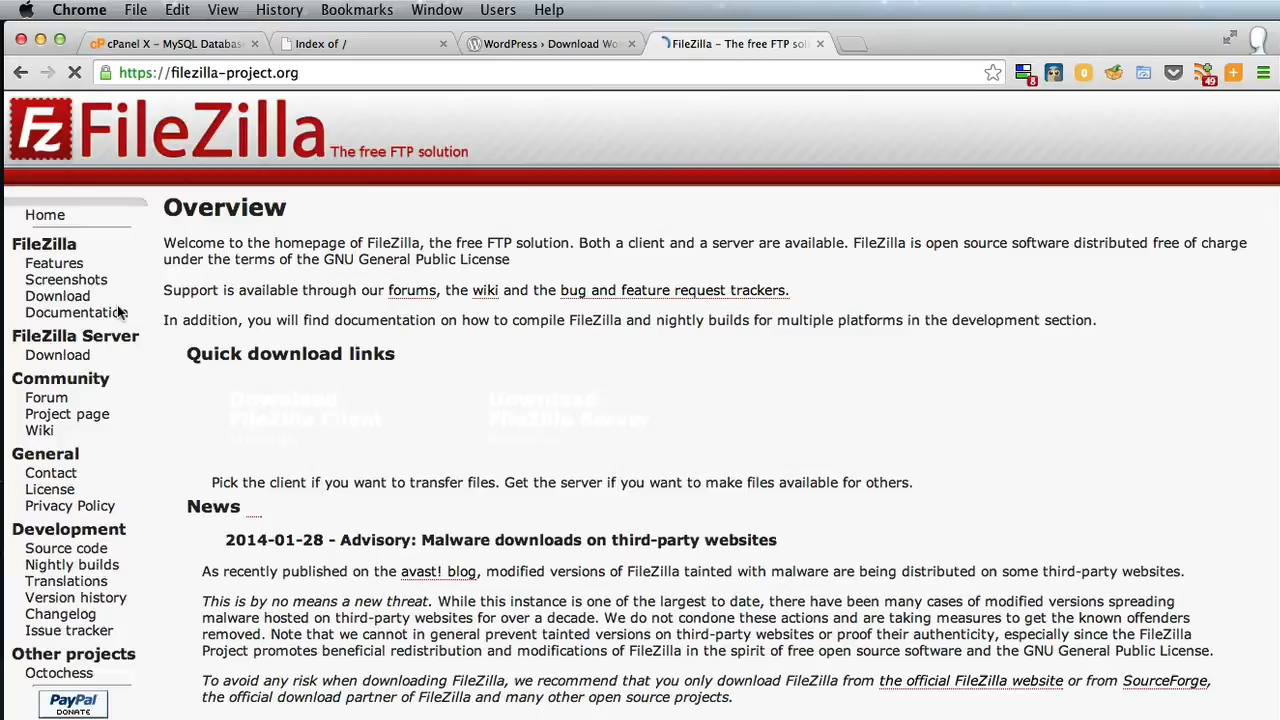 Chrome File Edit View History Bookmarks Window Users Help
cPanel X - MySQL Databas
Index of /
WordPress › Download Wo
FileZilla - The free FTP sol
https://filezilla-project.org
8
0
49
FileZilla The free FTP solution
Home
FileZilla
Features
Screenshots
Download
Documentation
FileZilla Server
Download
Community
Forum
Project page
Wiki
General
Contact
License
Privacy Policy
Development
Source code
Nightly builds
Translations
Version history
Changelog
Issue tracker
Other projects
Octochess
PayPal
DONATE
Overview
Welcome to the homepage of FileZilla, the free FTP solution. Both a client and a server are available. FileZilla is open source software distributed free of charge
under the terms of the GNU General Public License
Support is available through our forums, the wiki and the bug and feature request trackers.
In addition, you will find documentation on how to compile FileZilla and nightly builds for multiple platforms in the development section.
Quick download links
Download
FileZilla Client
Download
FileZilla Server
Pick the client if you want to transfer files. Get the server if you want to make files available for others.
News
2014-01-28 - Advisory: Malware downloads on third-party websites
As recently published on the avast! blog, modified versions of FileZilla tainted with malware are being distributed on some third-party websites.
This is by no means a new threat. While this instance is one of the largest to date, there have been many cases of modified versions spreading
malware hosted on third-party websites for over a decade. We do not condone these actions and are taking measures to get the known offenders
removed. Note that we cannot in general prevent tainted versions on third-party websites or proof their authenticity, especially since the FileZilla
Project promotes beneficial redistribution and modifications of FileZilla in the spirit of free open source software and the GNU General Public License.
To avoid any risk when downloading FileZilla, we recommend that you only download FileZilla from the official FileZilla website or from SourceForge,
the official download partner of FileZilla and many other open source projects.